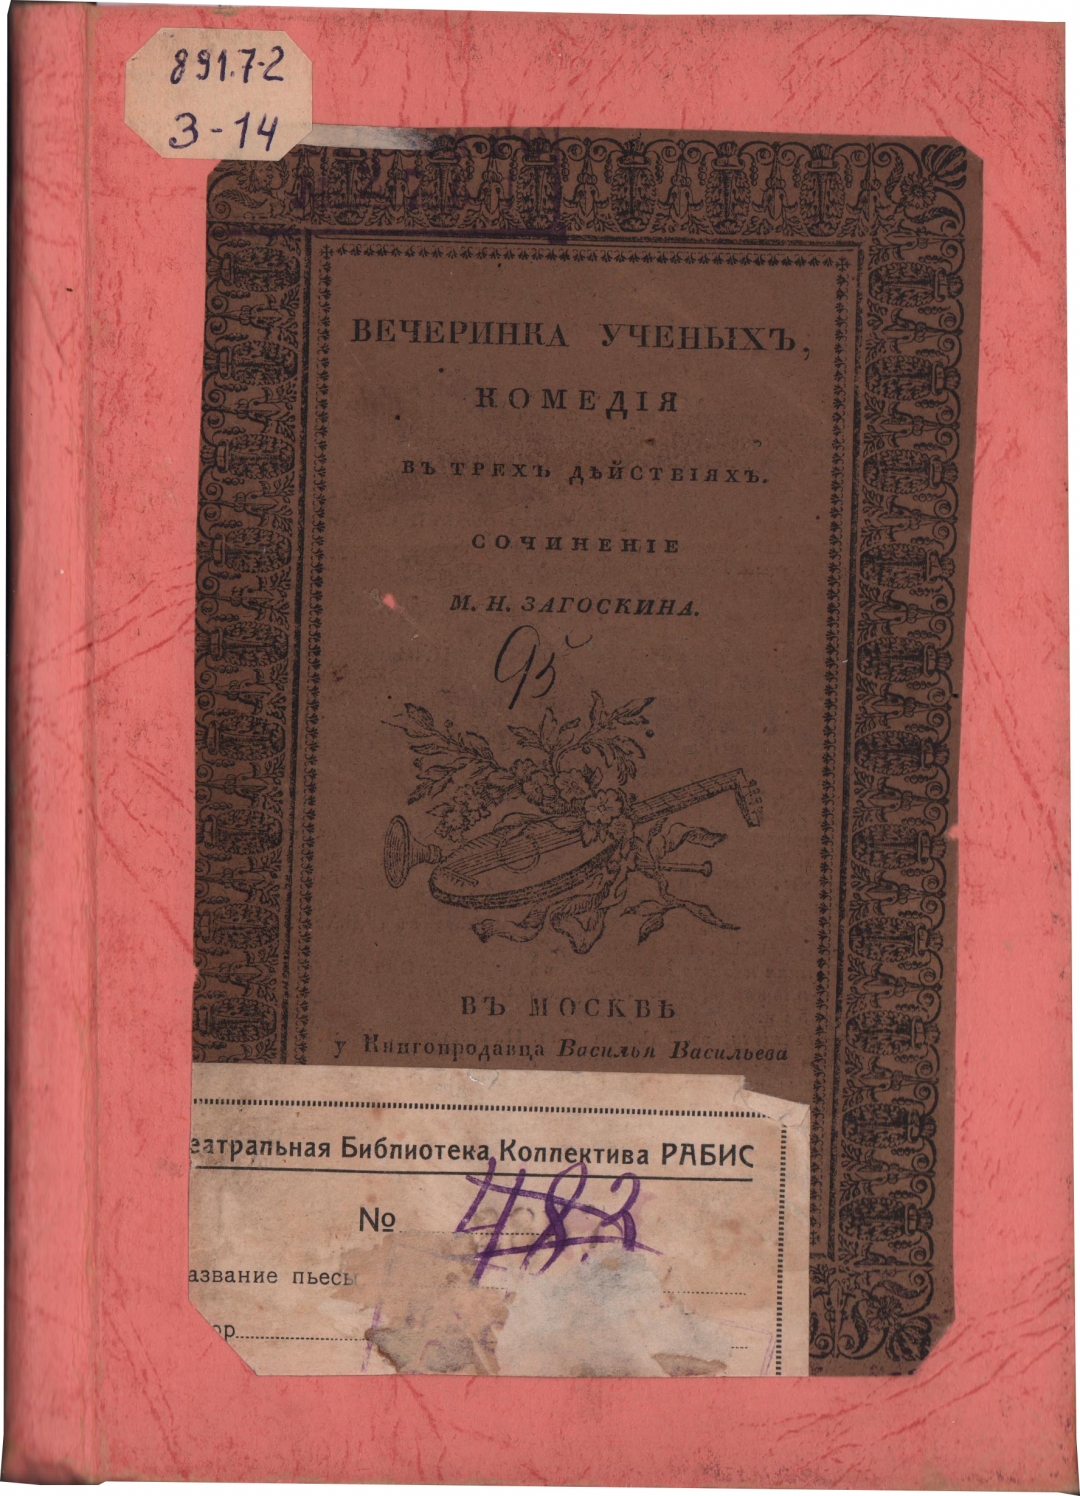 891.7-2
З-14
ВЕЧЕРИНКА УЧЕНЫХЪ,
КОМЕДІЯ
ВЪ ТРЕХЪ ДѢЙСТВІЯХЪ.
СОЧИНЕНІЕ
М. Н. ЗАГОСКИНА.
95
ВЪ МОСКВѢ
у Книгопродавца Василья Васильева
еатральная Библиотека Коллектива РАБИС
№ 482
азвание пьесы
ор